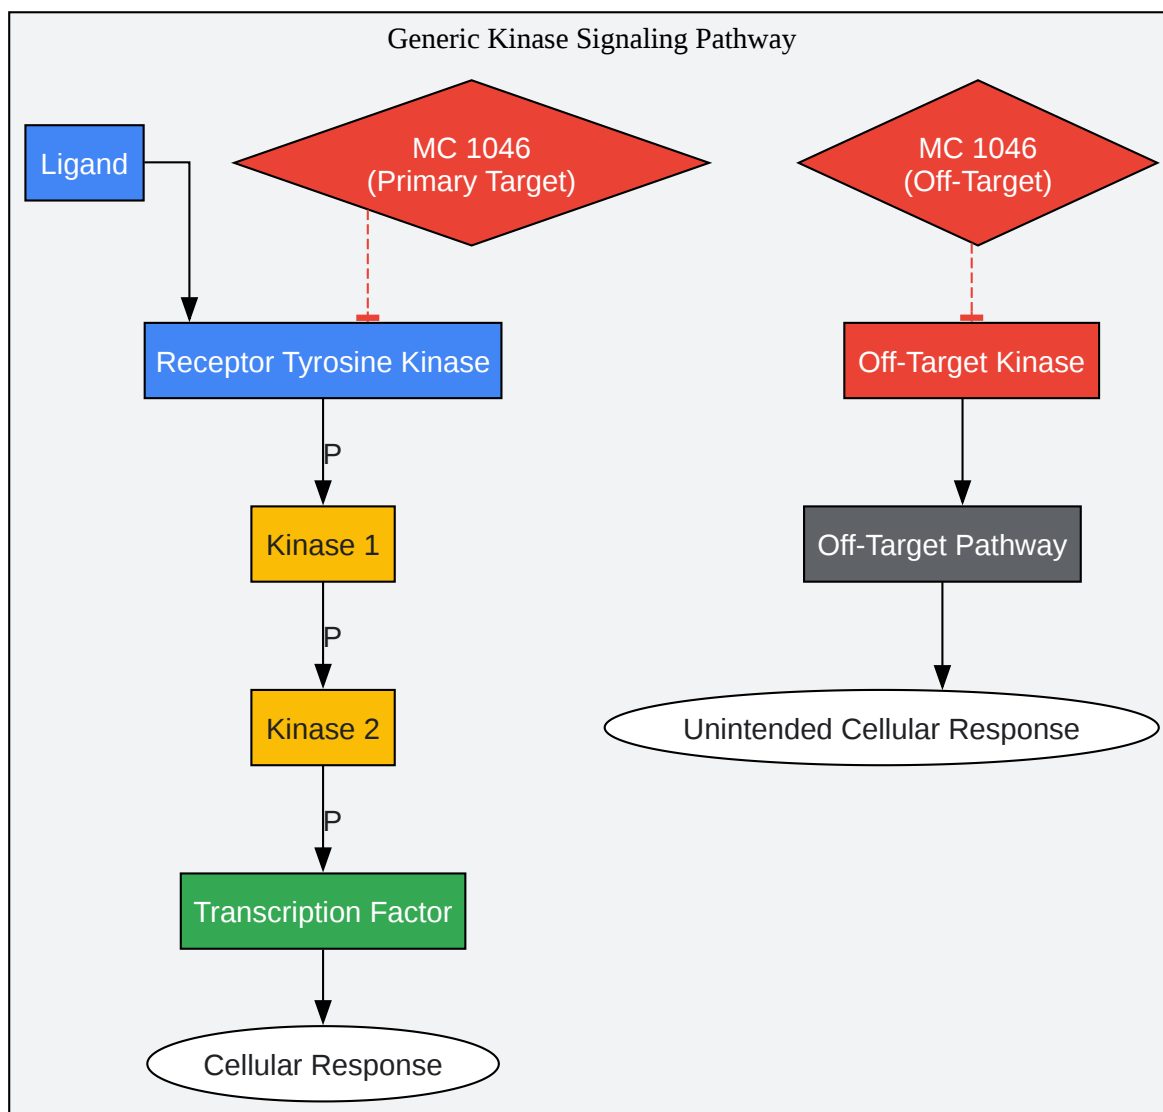 Generic Kinase Signaling Pathway
Ligand
MC 1046
(Primary Target)
MC 1046
(Off-Target)
Receptor Tyrosine Kinase
Off-Target Kinase
P
Kinase 1
Off-Target Pathway
P
Kinase 2
Unintended Cellular Response
P
Transcription Factor
Cellular Response